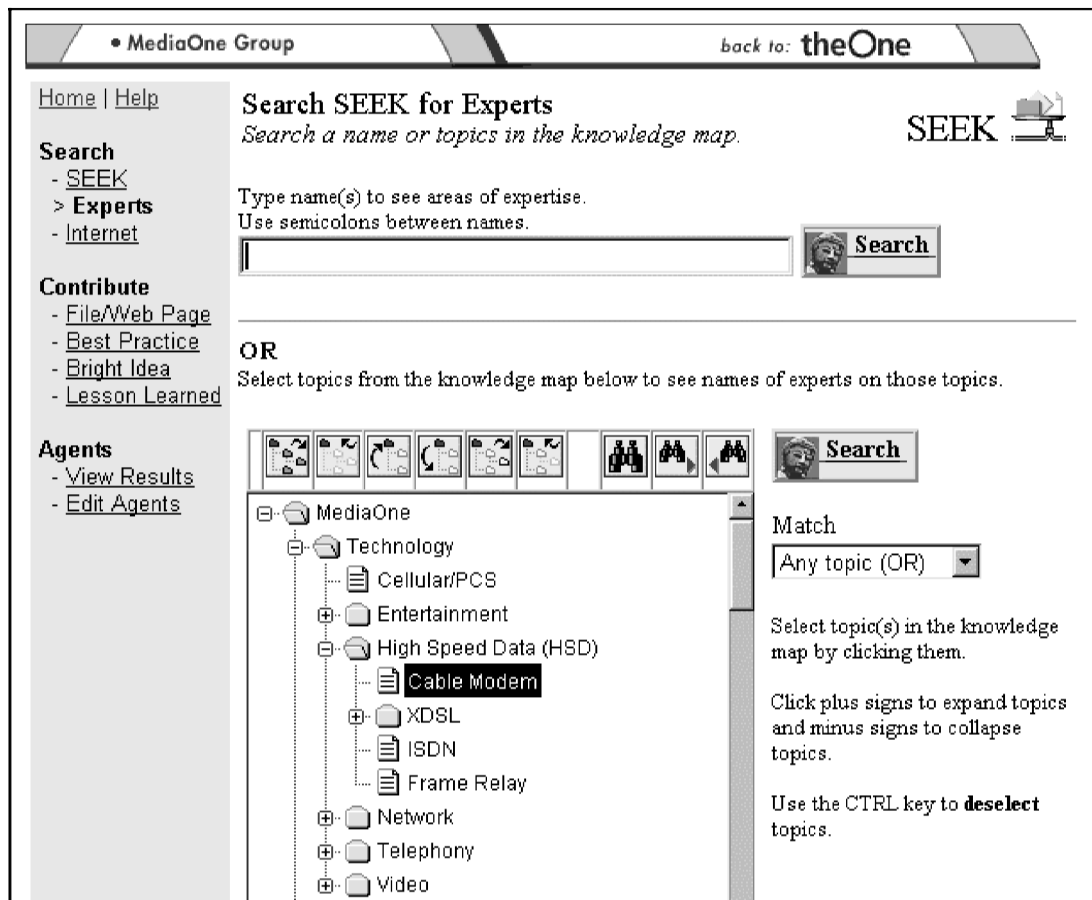 • MediaOne Group
back to: theOne
Home | Help
Search
- SEEK
> Experts
- Internet
Contribute
- File/Web Page
- Best Practice
- Bright Idea
- Lesson Learned
Agents
- View Results
- Edit Agents
Search SEEK for Experts
Search a name or topics in the knowledge map.
SEEK
Type name(s) to see areas of expertise.
Use semicolons between names.
Search
OR
Select topics from the knowledge map below to see names of experts on those topics.
MediaOne
Technology
Cellular/PCS
Entertainment
High Speed Data (HSD)
Cable Modem
XDSL
ISDN
Frame Relay
Network
Telephony
Video
Search
Match
Any topic (OR)
Select topic(s) in the knowledge
map by clicking them.
Click plus signs to expand topics
and minus signs to collapse
topics.
Use the CTRL key to deselect
topics.